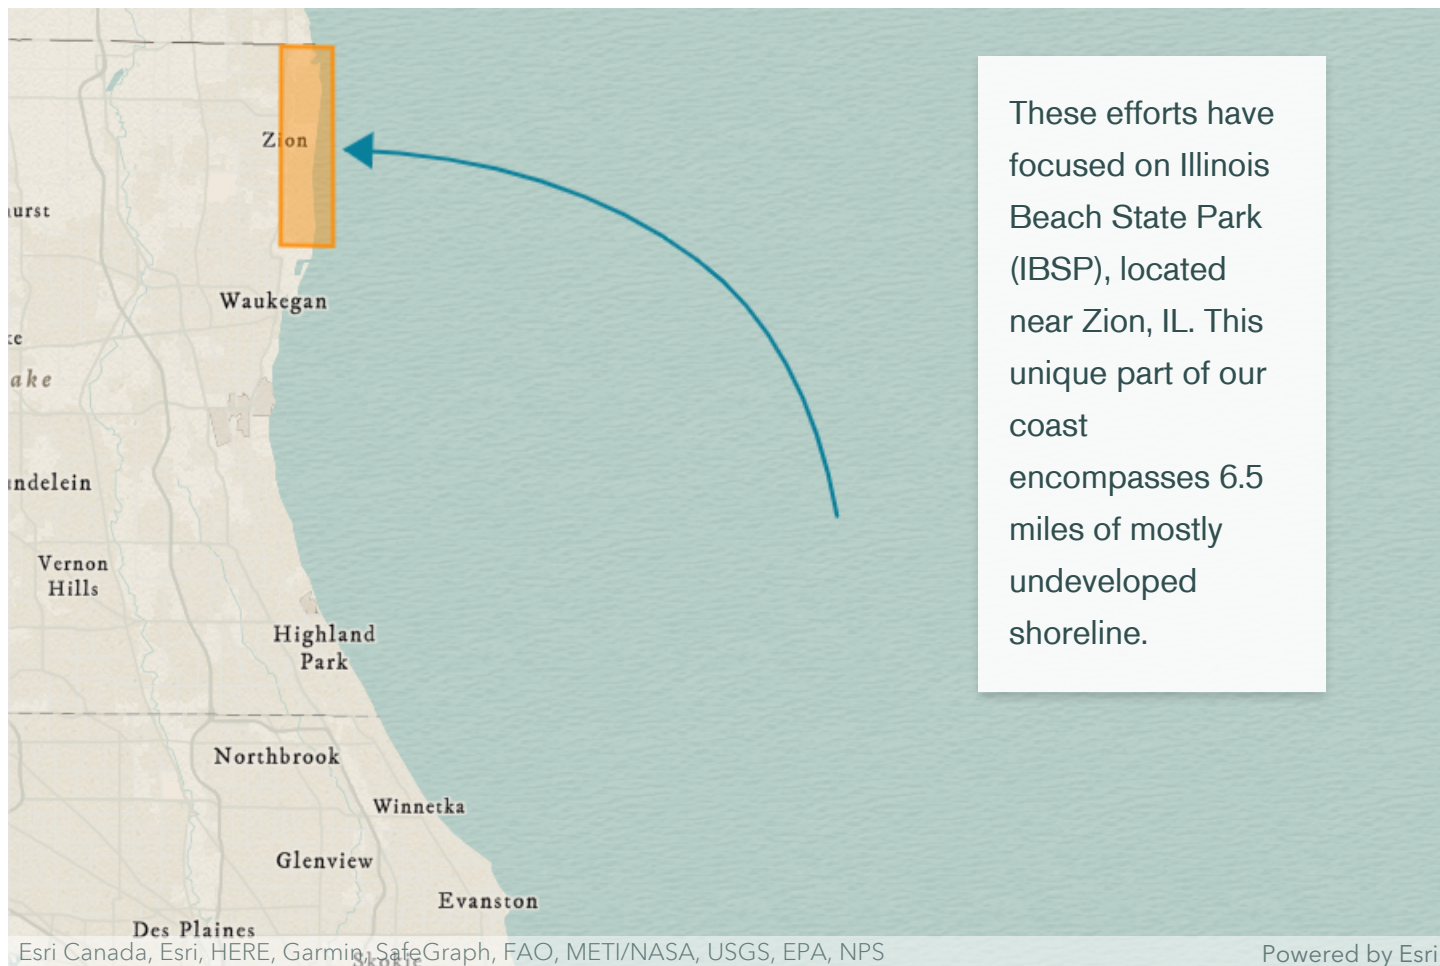 Zion
urst
Waukegan
ke
ake
ndelein
Vernon
Hills
Highland
Park
Northbrook
Winnetka
Glenview
Evanston
Des Plaines
Skokie
These efforts have
focused on Illinois
Beach State Park
(IBSP), located
near Zion, IL. This
unique part of our
coast
encompasses 6.5
miles of mostly
undeveloped
shoreline.
Esri Canada, Esri, HERE, Garmin, SafeGraph, FAO, METI/NASA, USGS, EPA, NPS
Powered by Esri